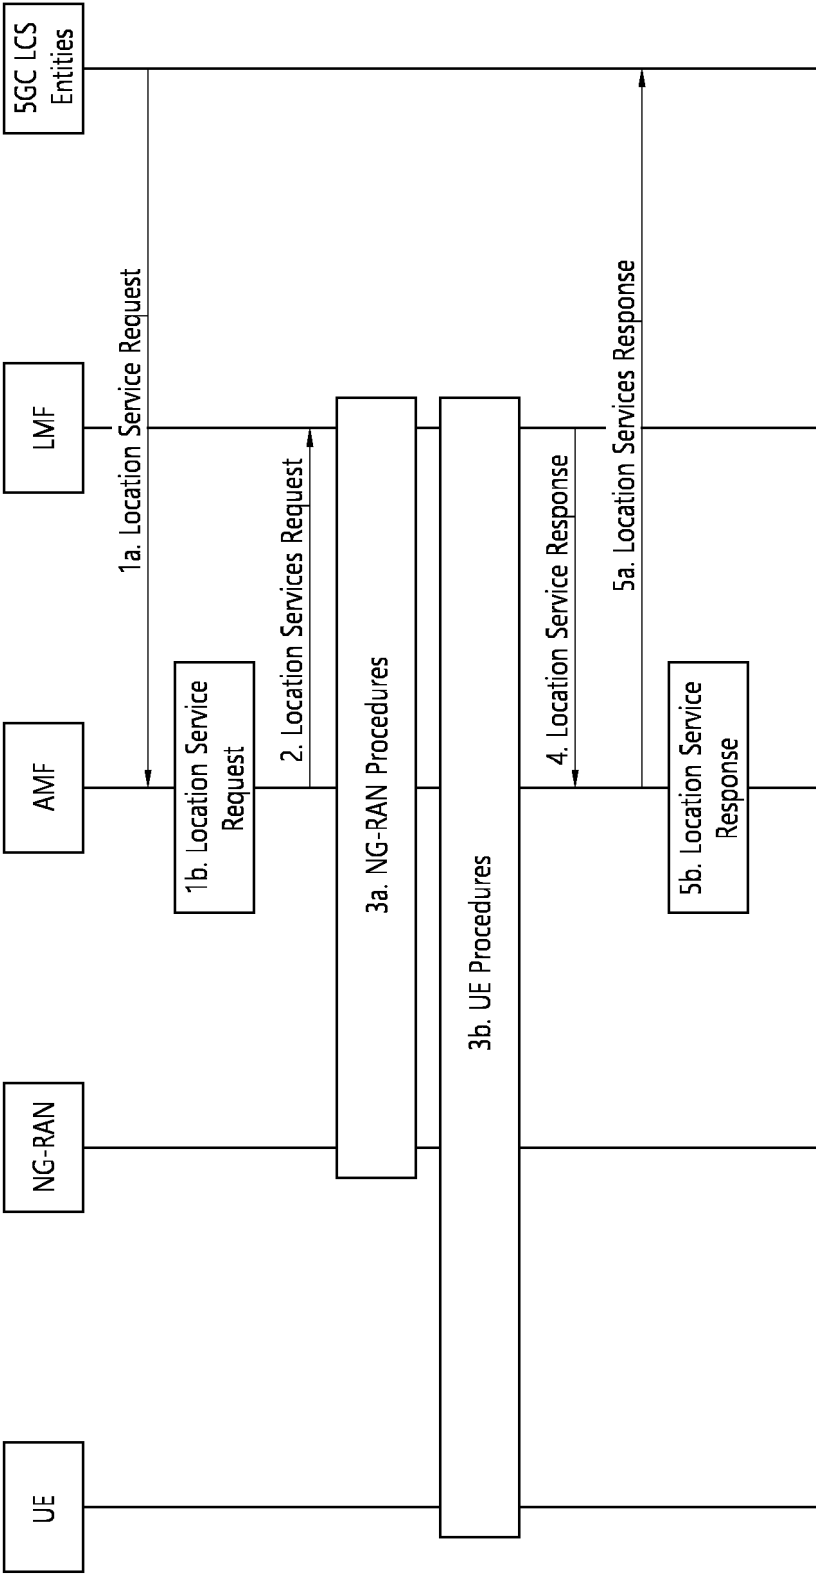 UE
NG-RAN
AMF
LMF
5GC LCS
Entities
1a. Location Service Request
1b. Location Service
Request
2. Location Services Request
3a. NG-RAN Procedures
3b. UE Procedures
4. Location Service Response
5a. Location Services Response
5b. Location Service
Response